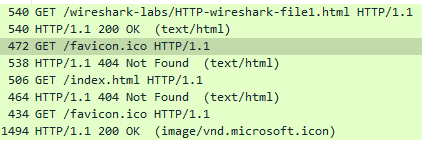 540 GET /wireshark-labs/HTTP-wireshark-file1.html HTTP/1.1
540 HTTP/1.1 200 OK (text/html)
472 GET /favicon.ico HTTP/1.1
538 HTTP/1.1 404 Not Found (text/html)
506 GET /index.html HTTP/1.1
464 HTTP/1.1 404 Not Found (text/html)
434 GET /favicon.ico HTTP/1.1
1494 HTTP/1.1 200 OK (image/vnd.microsoft.icon)